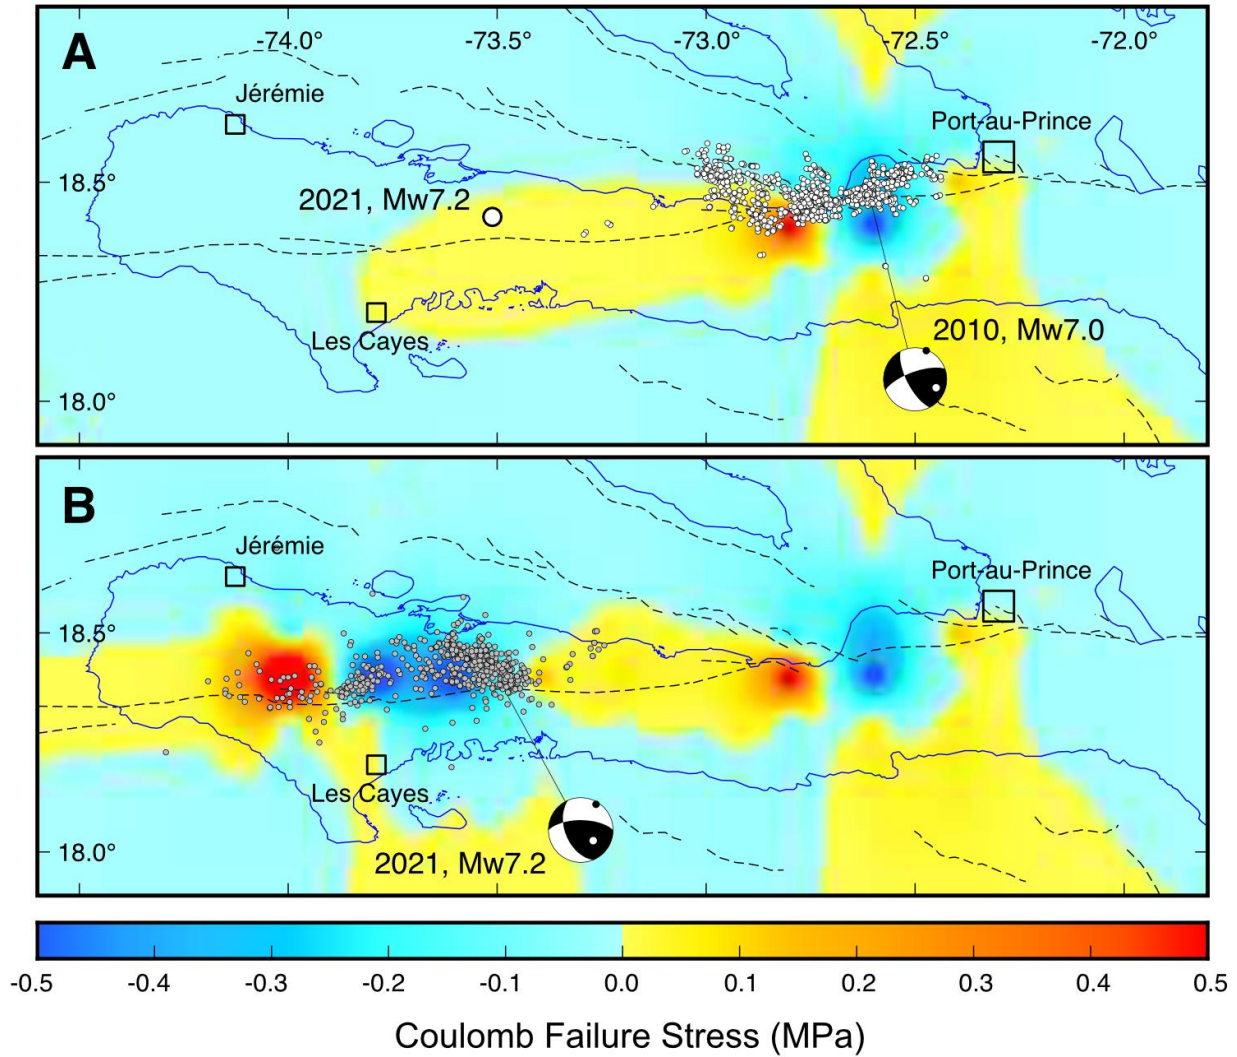 A
-74.0°
-73.5°
-73.0°
-72.5°
-72.0°
Jérémie
Port-au-Prince
18.5°
2021, Mw7.2
Les Cayes
2010, Mw7.0
18.0°
B
Jérémie
Port-au-Prince
18.5°
Les Cayes
18.0°
2021, Mw7.2
-0.5 -0.4 -0.3 -0.2 -0.1 0.0 0.1 0.2 0.3 0.4 0.5
Coulomb Failure Stress (MPa)